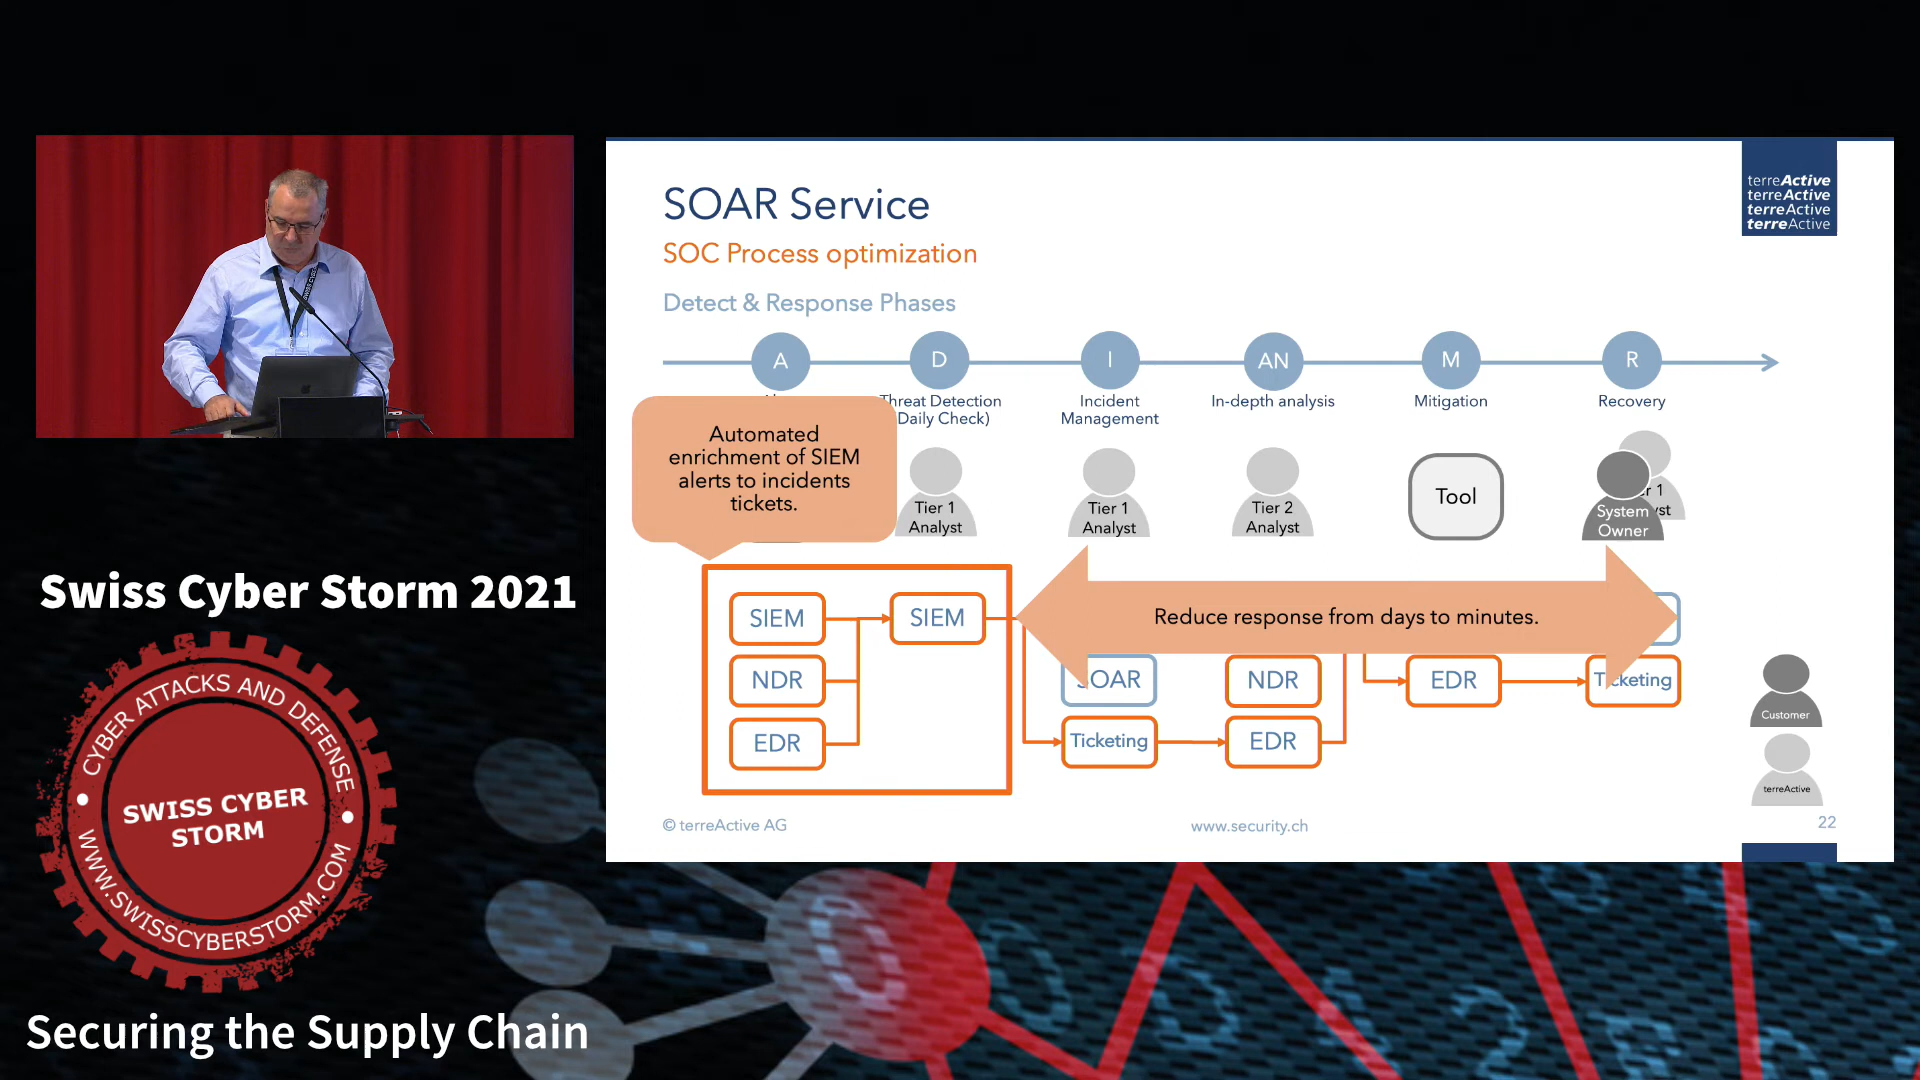 SOAR Service
SOC Process optimization
Detect & Response Phases
terreActive
terreActive
terreActive
terreActive
A
D
I
AN
M
R
Threat Detection
(Daily Check)
Incident
Management
In-depth analysis
Mitigation
Recovery
Automated
enrichment of SIEM
alerts to incidents
tickets.
Tier 1
Analyst
Tier 1
Analyst
Tier 2
Analyst
Tool
System
Owner
SIEM
SIEM
Reduce response from days to minutes.
NDR
SOAR
NDR
EDR
Ticketing
EDR
Ticketing
EDR
Customer
terreActive
© terreActive AG
www.security.ch
22
Swiss Cyber Storm 2021
CYBER ATTACKS AND DEFENSE
SWISS CYBER
STORM
WWW.SWISSCYBERSTORM.COM
Securing the Supply Chain